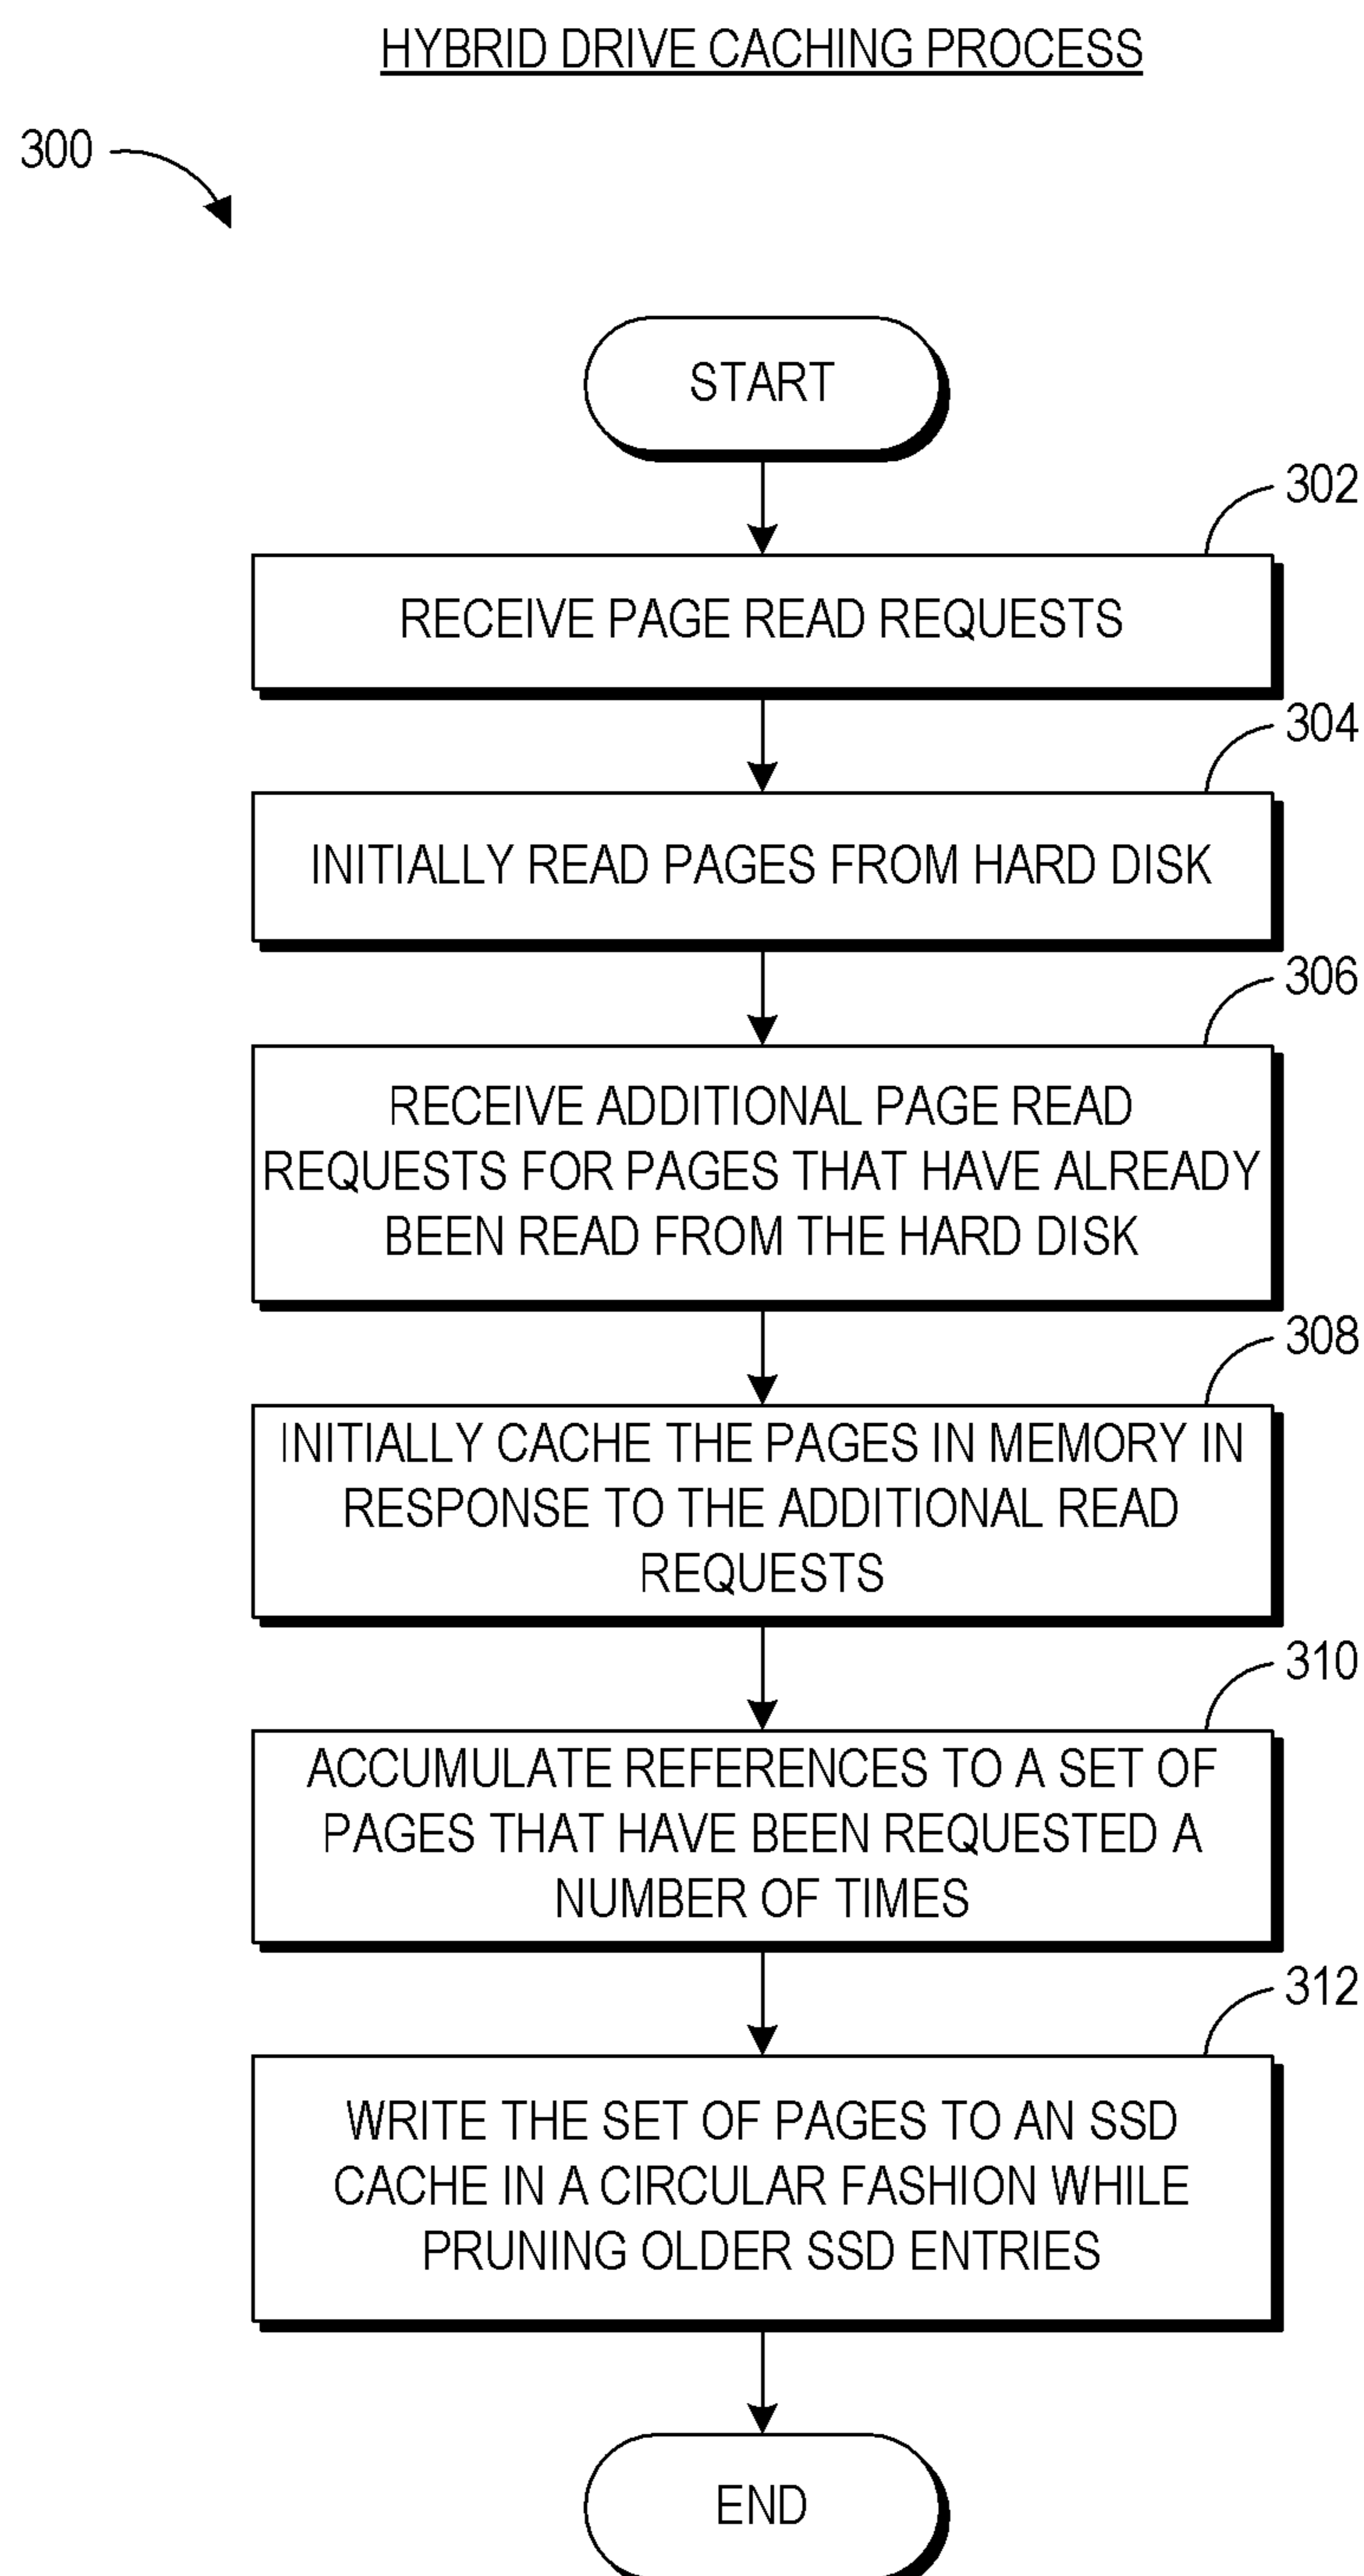 HYBRID DRIVE CACHING PROCESS
300
START
302
RECEIVE PAGE READ REQUESTS
304
INITIALLY READ PAGES FROM HARD DISK
306
RECEIVE ADDITIONAL PAGE READ
REQUESTS FOR PAGES THAT HAVE ALREADY
BEEN READ FROM THE HARD DISK
308
INITIALLY CACHE THE PAGES IN MEMORY IN
RESPONSE TO THE ADDITIONAL READ
REQUESTS
310
ACCUMULATE REFERENCES TO A SET OF
PAGES THAT HAVE BEEN REQUESTED A
NUMBER OF TIMES
312
WRITE THE SET OF PAGES TO AN SSD
CACHE IN A CIRCULAR FASHION WHILE
PRUNING OLDER SSD ENTRIES
END